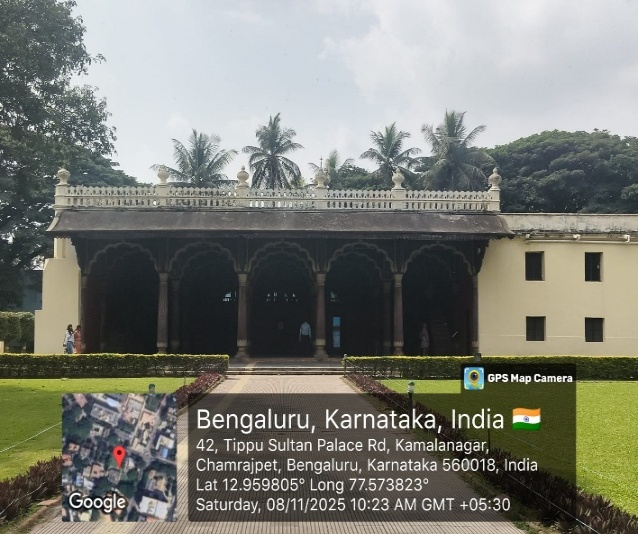 GPS Map Camera
Bengaluru, Karnataka, India 🇮🇳
42, Tippu Sultan Palace Rd, Kamalanagar,
Chamrajpet, Bengaluru, Karnataka 560018, India
Lat 12.959805° Long 77.573823°
Saturday, 08/11/2025 10:23 AM GMT +05:30
Google